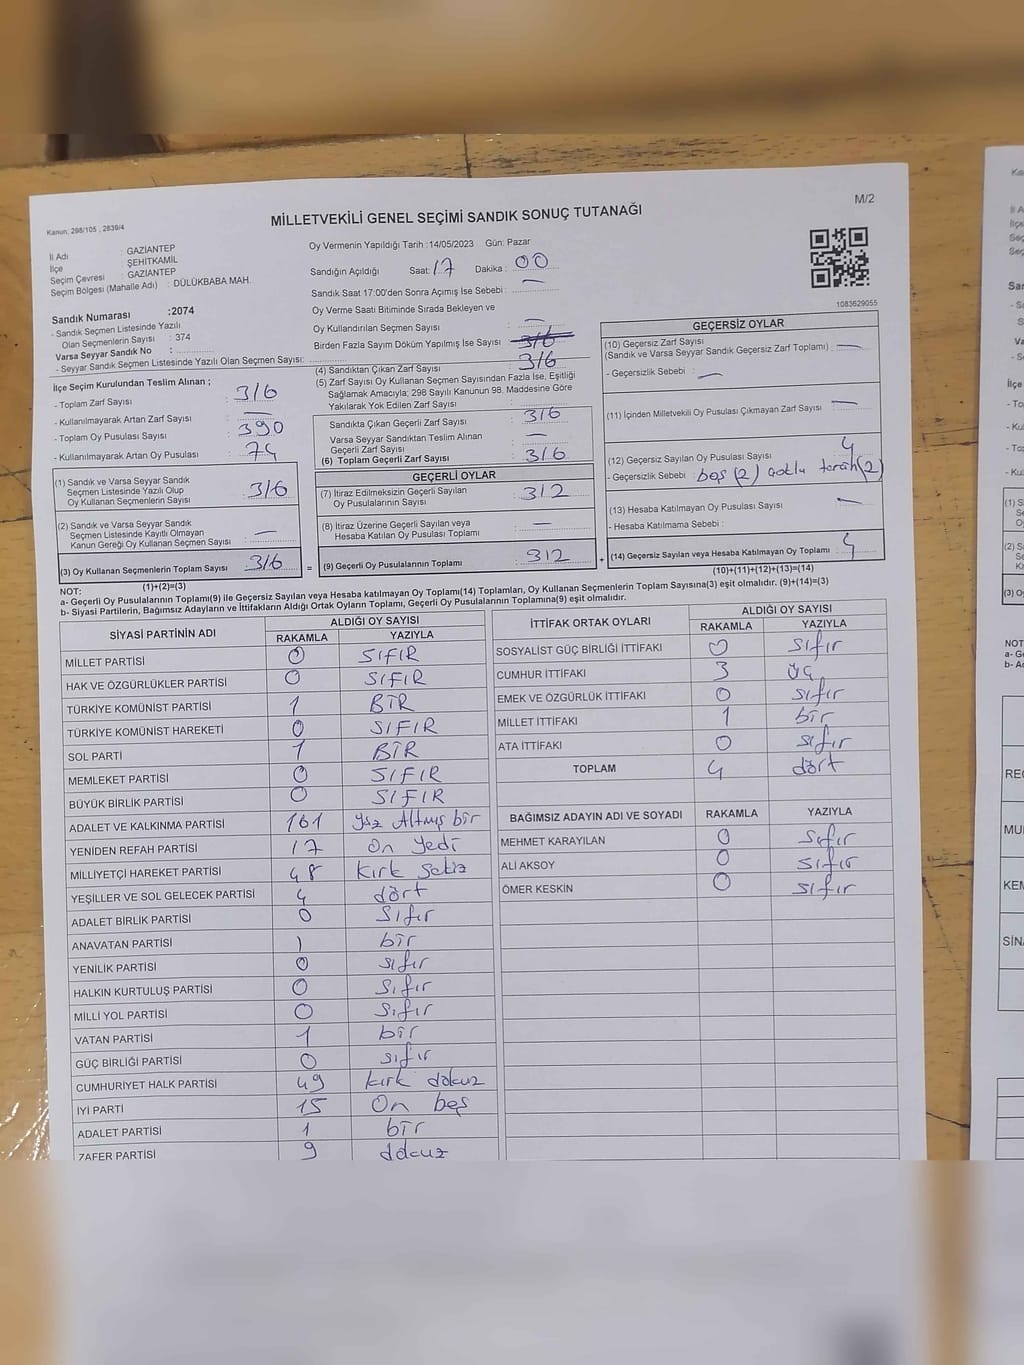 M/2
MİLLETVEKİLİ GENEL SEÇİMİ SANDIK SONUÇ TUTANAĞI
Kanun; 298/105 , 2839/4
İl Adı : GAZİANTEP
İlçe : ŞEHİTKAMİL
Seçim Çevresi : GAZİANTEP
Seçim Bölgesi (Mahalle Adı) : DÜLÜKBABA MAH.
Sandık Numarası :2074
- Sandık Seçmen Listesinde Yazılı
Olan Seçmenlerin Sayısı : 374
Varsa Seyyar Sandık No :
- Seyyar Sandık Seçmen Listesinde Yazılı Olan Seçmen Sayısı:
Oy Vermenin Yapıldığı Tarih :14/05/2023 Gün: Pazar
Sandığın Açıldığı Saat: 17 Dakika : 00
Sandık Saat 17:00'den Sonra Açımış İse Sebebi : —
Oy Verme Saati Bitiminde Sırada Bekleyen ve
Oy Kullandırılan Seçmen Sayısı : —
Birden Fazla Sayım Döküm Yapılmış İse Sayısı : 316
(4) Sandıktan Çıkan Zarf Sayısı : 316
(5) Zarf Sayısı Oy Kullanan Seçmen Sayısından Fazla İse, Eşitliği
Sağlamak Amacıyla; 298 Sayılı Kanunun 98. Maddesine Göre
Yakılarak Yok Edilen Zarf Sayısı :
İlçe Seçim Kurulundan Teslim Alınan ;
- Toplam Zarf Sayısı : 316
- Kullanılmayarak Artan Zarf Sayısı : —
- Toplam Oy Pusulası Sayısı : 390
- Kullanılmayarak Artan Oy Pusulası : 74
Sandıkta Çıkan Geçerli Zarf Sayısı : 316
Varsa Seyyar Sandıktan Teslim Alınan
Geçerli Zarf Sayısı : —
(6) Toplam Geçerli Zarf Sayısı : 316
GEÇERSİZ OYLAR
(10) Geçersiz Zarf Sayısı
(Sandık ve Varsa Seyyar Sandık Geçersiz Zarf Toplamı) : —
- Geçersizlik Sebebi : —
(11) İçinden Milletvekili Oy Pusulası Çıkmayan Zarf Sayısı : —
(12) Geçersiz Sayılan Oy Pusulası Sayısı : 4
- Geçersizlik Sebebi : boş (2) çoklu tercih (2)
(13) Hesaba Katılmayan Oy Pusulası Sayısı : —
- Hesaba Katılmama Sebebi :
(14) Geçersiz Sayılan veya Hesaba Katılmayan Oy Toplamı : 4
(10)+(11)+(12)+(13)=(14)
(1) Sandık ve Varsa Seyyar Sandık
Seçmen Listesinde Yazılı Olup
Oy Kullanan Seçmenlerin Sayısı : 316
(2) Sandık ve Varsa Seyyar Sandık
Seçmen Listesinde Kayıtlı Olmayan
Kanun Gereği Oy Kullanan Seçmen Sayısı : —
(3) Oy Kullanan Seçmenlerin Toplam Sayısı : 316 =
(1)+(2)=(3)
GEÇERLİ OYLAR
(7) İtiraz Edilmeksizin Geçerli Sayılan
Oy Pusulalarının Sayısı : 312
(8) İtiraz Üzerine Geçerli Sayılan veya
Hesaba Katılan Oy Pusulası Toplamı : —
(9) Geçerli Oy Pusulalarının Toplamı : 312 +
1083629055
NOT:
a- Geçerli Oy Pusulalarının Toplamı(9) ile Geçersiz Sayılan veya Hesaba katılmayan Oy Toplamı(14) Toplamları, Oy Kullanan Seçmenlerin Toplam Sayısına(3) eşit olmalıdır. (9)+(14)=(3)
b- Siyasi Partilerin, Bağımsız Adayların ve İttifakların Aldığı Ortak Oyların Toplamı, Geçerli Oy Pusulalarının Toplamına(9) eşit olmalıdır.
SİYASİ PARTİNİN ADI ALDIĞI OY SAYISI
RAKAMLA YAZIYLA
MİLLET PARTİSİ 0 SIFIR
HAK VE ÖZGÜRLÜKLER PARTİSİ 0 SIFIR
TÜRKİYE KOMÜNİST PARTİSİ 1 BİR
TÜRKİYE KOMÜNİST HAREKETİ 0 SIFIR
SOL PARTİ 1 BİR
MEMLEKET PARTİSİ 0 SIFIR
BÜYÜK BİRLİK PARTİSİ 0 SIFIR
ADALET VE KALKINMA PARTİSİ 161 yüz Altmış bir
YENİDEN REFAH PARTİSİ 17 on yedi
MİLLİYETÇİ HAREKET PARTİSİ 48 kırk sekiz
YEŞİLLER VE SOL GELECEK PARTİSİ 4 dört
ADALET BİRLİK PARTİSİ 0 sıfır
ANAVATAN PARTİSİ 1 bir
YENİLİK PARTİSİ 0 sıfır
HALKIN KURTULUŞ PARTİSİ 0 sıfır
MİLLİ YOL PARTİSİ 0 sıfır
VATAN PARTİSİ 1 bir
GÜÇ BİRLİĞİ PARTİSİ 0 sıfır
CUMHURİYET HALK PARTİSİ 49 kırk dokuz
İYİ PARTİ 15 On beş
ADALET PARTİSİ 1 bir
ZAFER PARTİSİ 9 dokuz
İTTİFAK ORTAK OYLARI ALDIĞI OY SAYISI
RAKAMLA YAZIYLA
SOSYALİST GÜÇ BİRLİĞİ İTTİFAKI 0 sıfır
CUMHUR İTTİFAKI 3 üç
EMEK VE ÖZGÜRLÜK İTTİFAKI 0 sıfır
MİLLET İTTİFAKI 1 bir
ATA İTTİFAKI 0 sıfır
TOPLAM 4 dört
BAĞIMSIZ ADAYIN ADI VE SOYADI RAKAMLA YAZIYLA
MEHMET KARAYILAN 0 sıfır
ALİ AKSOY 0 sıfır
ÖMER KESKİN 0 sıfır